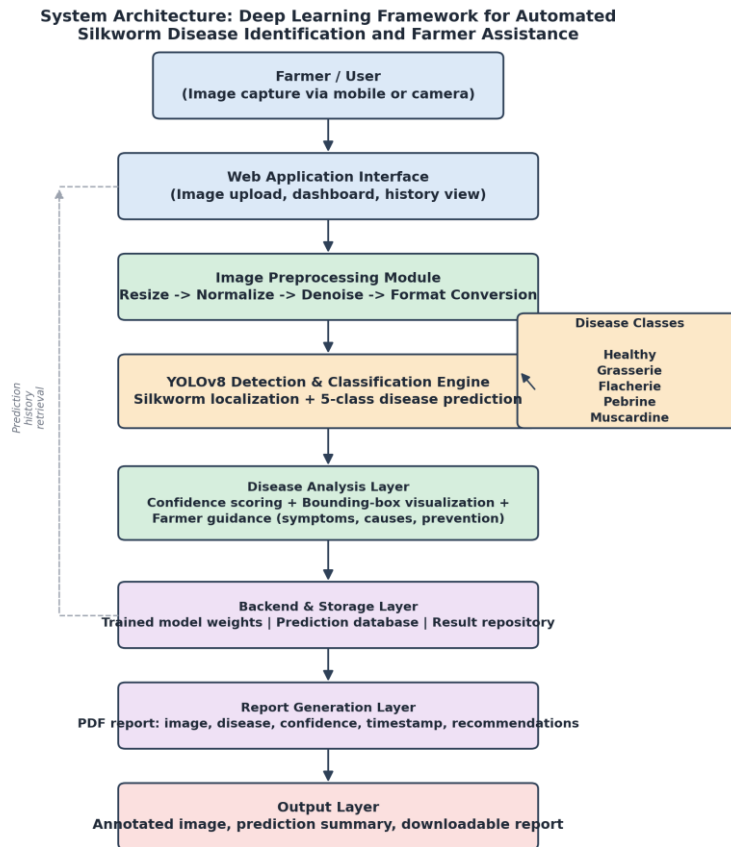 System Architecture: Deep Learning Framework for Automated
Silkworm Disease Identification and Farmer Assistance
Farmer / User
(Image capture via mobile or camera)
Web Application Interface
(Image upload, dashboard, history view)
Image Preprocessing Module
Resize -> Normalize -> Denoise -> Format Conversion
Disease Classes
Healthy
Grasserie
Flacherie
Pebrine
Muscardine
YOLOv8 Detection & Classification Engine
Silkworm localization + 5-class disease prediction
Prediction
history
retrieval
Disease Analysis Layer
Confidence scoring + Bounding-box visualization +
Farmer guidance (symptoms, causes, prevention)
Backend & Storage Layer
Trained model weights | Prediction database | Result repository
Report Generation Layer
PDF report: image, disease, confidence, timestamp, recommendations
Output Layer
Annotated image, prediction summary, downloadable report